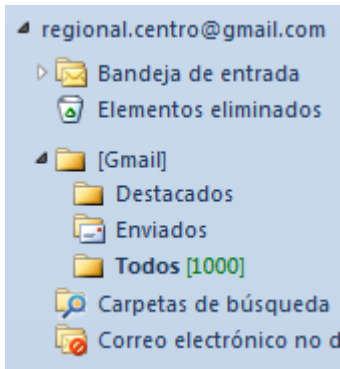 regional.centro@gmail.com
Bandeja de entrada
Elementos eliminados
[Gmail]
Destacados
Enviados
Todos [1000]
Carpetas de búsqueda
Correo electrónico no d